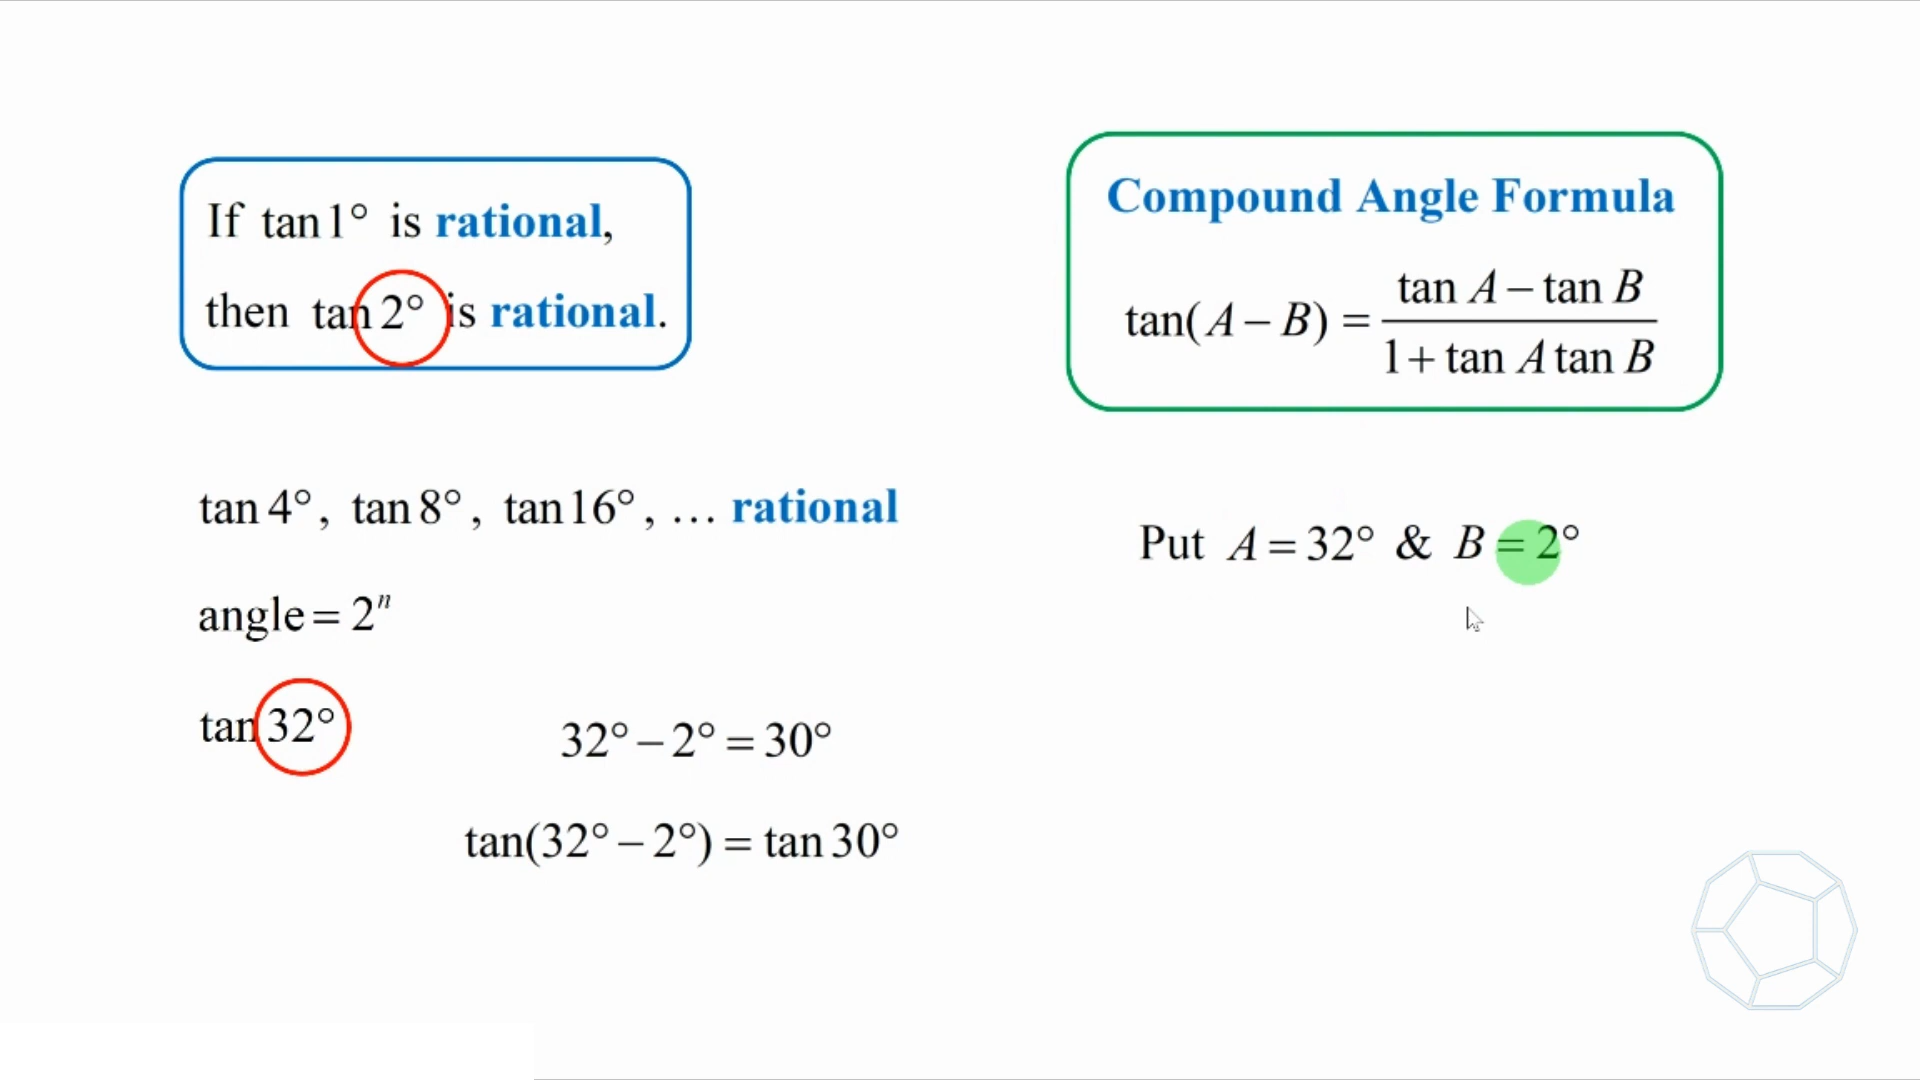 If tan 1° is rational,
then tan 2° is rational.
tan 4°, tan 8°, tan 16°, … rational
angle = 2ⁿ
tan 32°
32° – 2° = 30°
tan(32° – 2°) = tan 30°
Compound Angle Formula
tan(A – B) = (tan A – tan B) / (1 + tan A tan B)
Put A = 32° & B = 2°